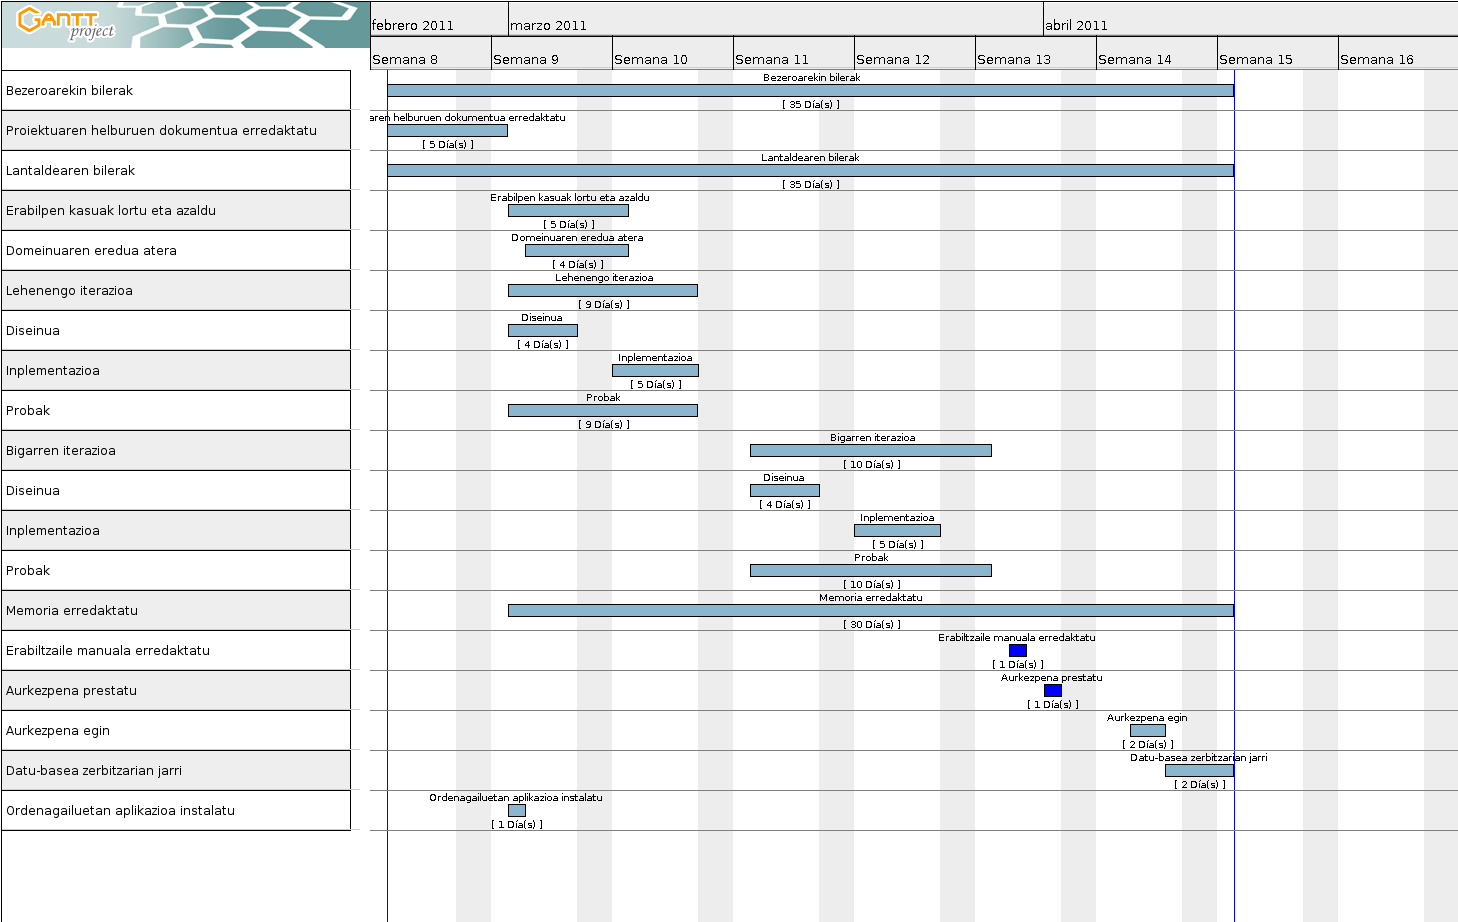 GANTT
project
febrero 2011 marzo 2011 abril 2011
Semana 8 Semana 9 Semana 10 Semana 11 Semana 12 Semana 13 Semana 14 Semana 15 Semana 16
Bezeroarekin bilerak
Bezeroarekin bilerak
[ 35 Día(s) ]
Proiektuaren helburuen dokumentua erredaktatu
aren helburuen dokumentua erredaktatu
[ 5 Día(s) ]
Lantaldearen bilerak
Lantaldearen bilerak
[ 35 Día(s) ]
Erabilpen kasuak lortu eta azaldu
Erabilpen kasuak lortu eta azaldu
[ 5 Día(s) ]
Domeinuaren eredua atera
Domeinuaren eredua atera
[ 4 Día(s) ]
Lehenengo iterazioa
Lehenengo iterazioa
[ 9 Día(s) ]
Diseinua
Diseinua
[ 4 Día(s) ]
Inplementazioa
Inplementazioa
[ 5 Día(s) ]
Probak
Probak
[ 9 Día(s) ]
Bigarren iterazioa
Bigarren iterazioa
[ 10 Día(s) ]
Diseinua
Diseinua
[ 4 Día(s) ]
Inplementazioa
Inplementazioa
[ 5 Día(s) ]
Probak
Probak
[ 10 Día(s) ]
Memoria erredaktatu
Memoria erredaktatu
[ 30 Día(s) ]
Erabiltzaile manuala erredaktatu
Erabiltzaile manuala erredaktatu
[ 1 Día(s) ]
Aurkezpena prestatu
Aurkezpena prestatu
[ 1 Día(s) ]
Aurkezpena egin
Aurkezpena egin
[ 2 Día(s) ]
Datu-basea zerbitzarian jarri
Datu-basea zerbitzarian jarri
[ 2 Día(s) ]
Ordenagailuetan aplikazioa instalatu
Ordenagailuetan aplikazioa instalatu
[ 1 Día(s) ]